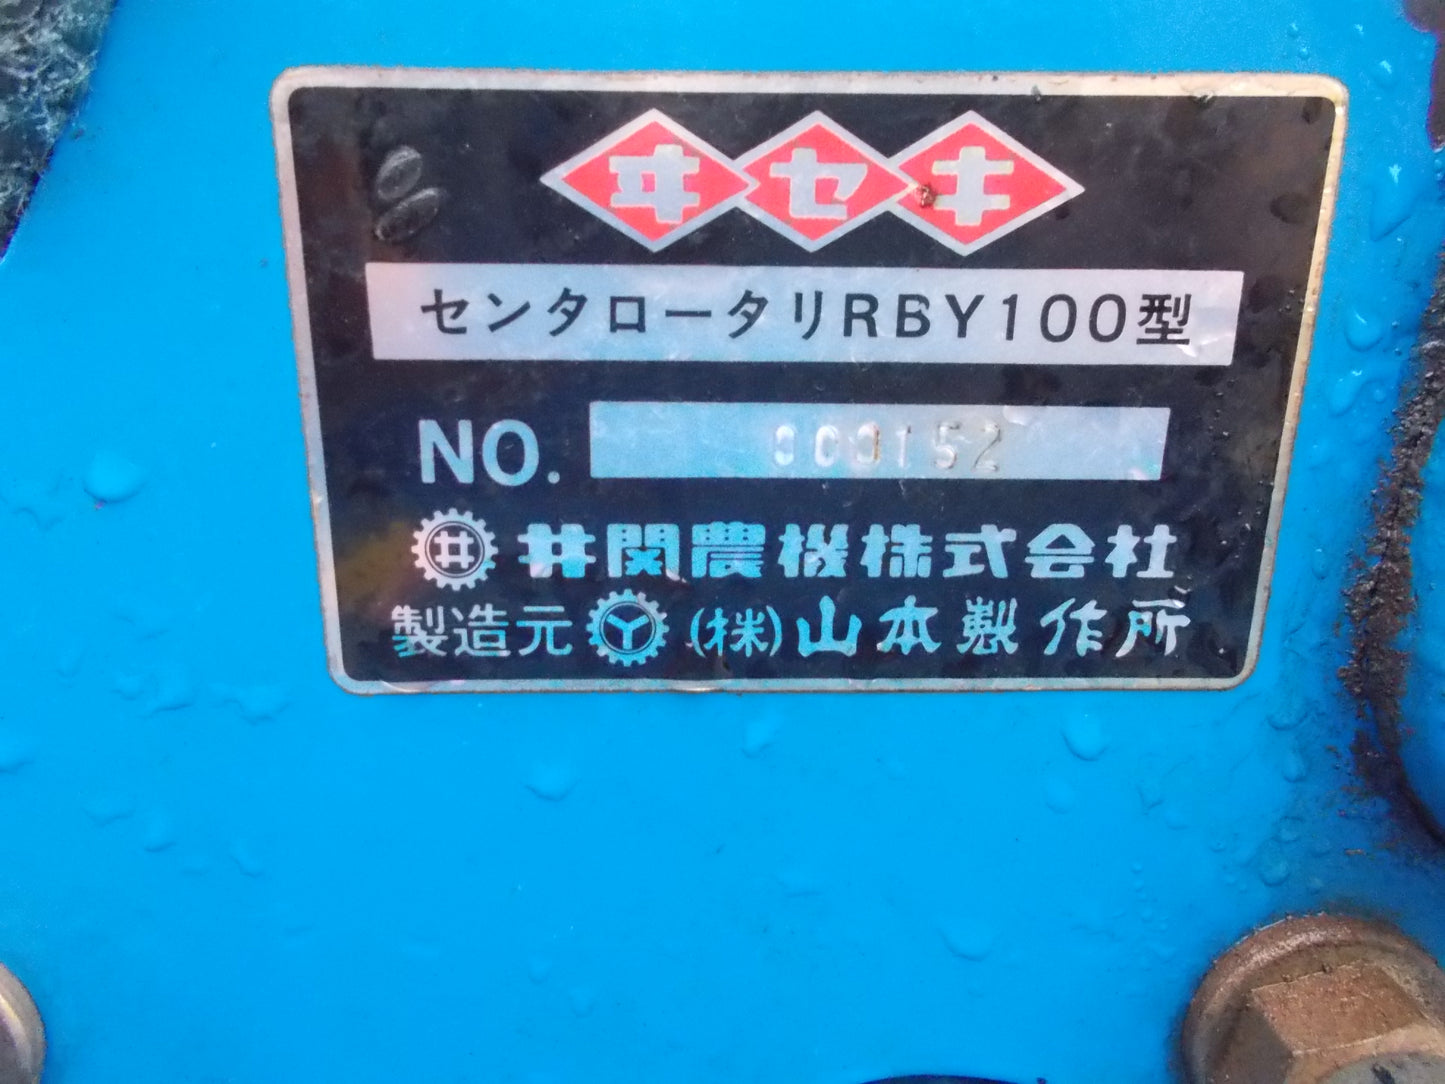 ヰセキ
センタロータリRBY100型
NO. 000152
井 井関農機株式会社
製造元 Y (株)山本製作所